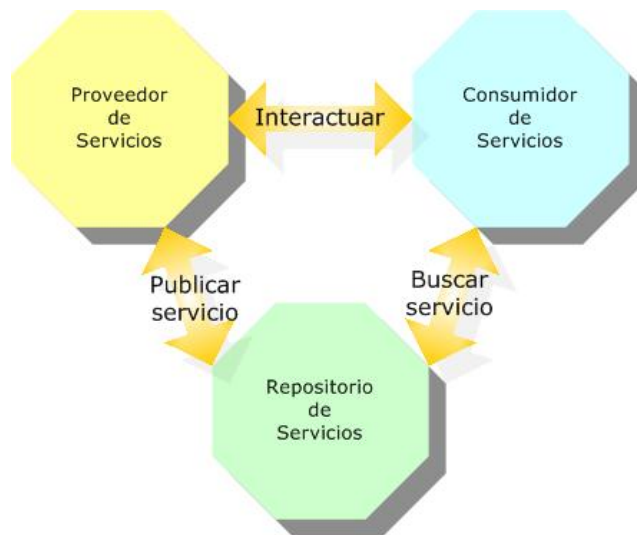 Proveedor
de
Servicios
Interactuar
Consumidor
de
Servicios
Publicar
servicio
Buscar
servicio
Repositorio
de
Servicios